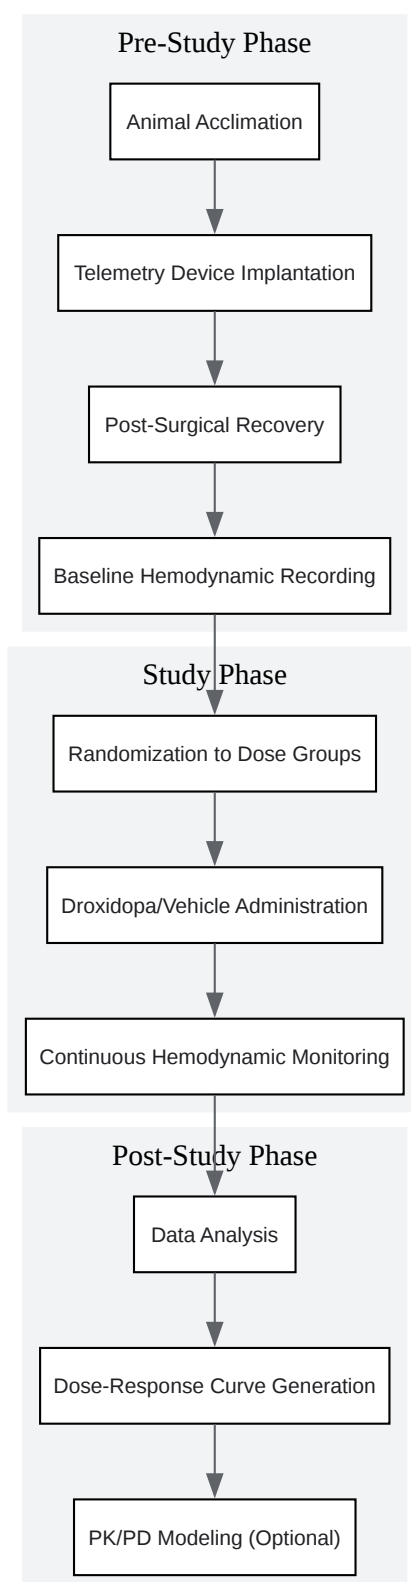 Pre-Study Phase
Animal Acclimation
Telemetry Device Implantation
Post-Surgical Recovery
Baseline Hemodynamic Recording
Study Phase
Randomization to Dose Groups
Droxidopa/Vehicle Administration
Continuous Hemodynamic Monitoring
Post-Study Phase
Data Analysis
Dose-Response Curve Generation
PK/PD Modeling (Optional)